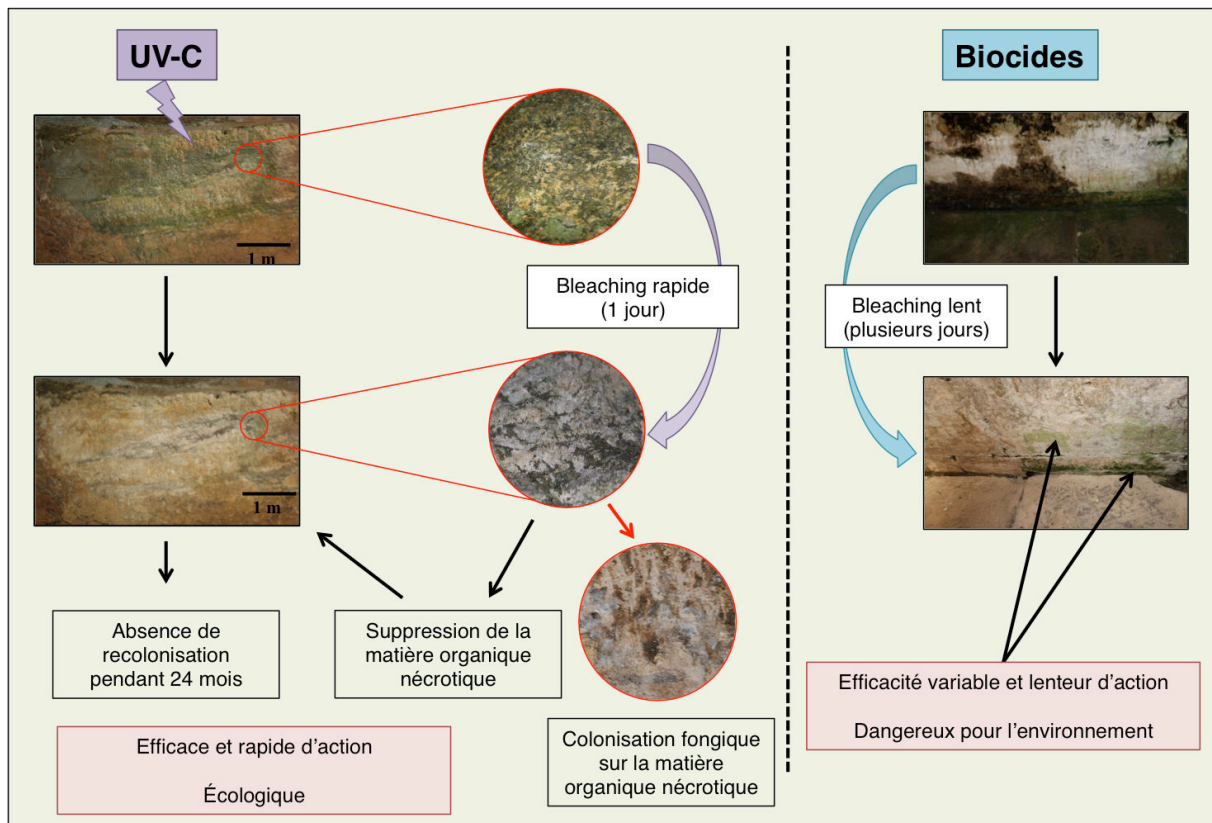 UV-C
1 m
Bleaching rapide
(1 jour)
1 m
Absence de
recolonisation
pendant 24 mois
Suppression de la
matière organique
nécrotique
Efficace et rapide d'action
Écologique
Colonisation fongique
sur la matière
organique nécrotique
Biocides
Bleaching lent
(plusieurs jours)
Efficacité variable et lenteur d'action
Dangereux pour l'environnement